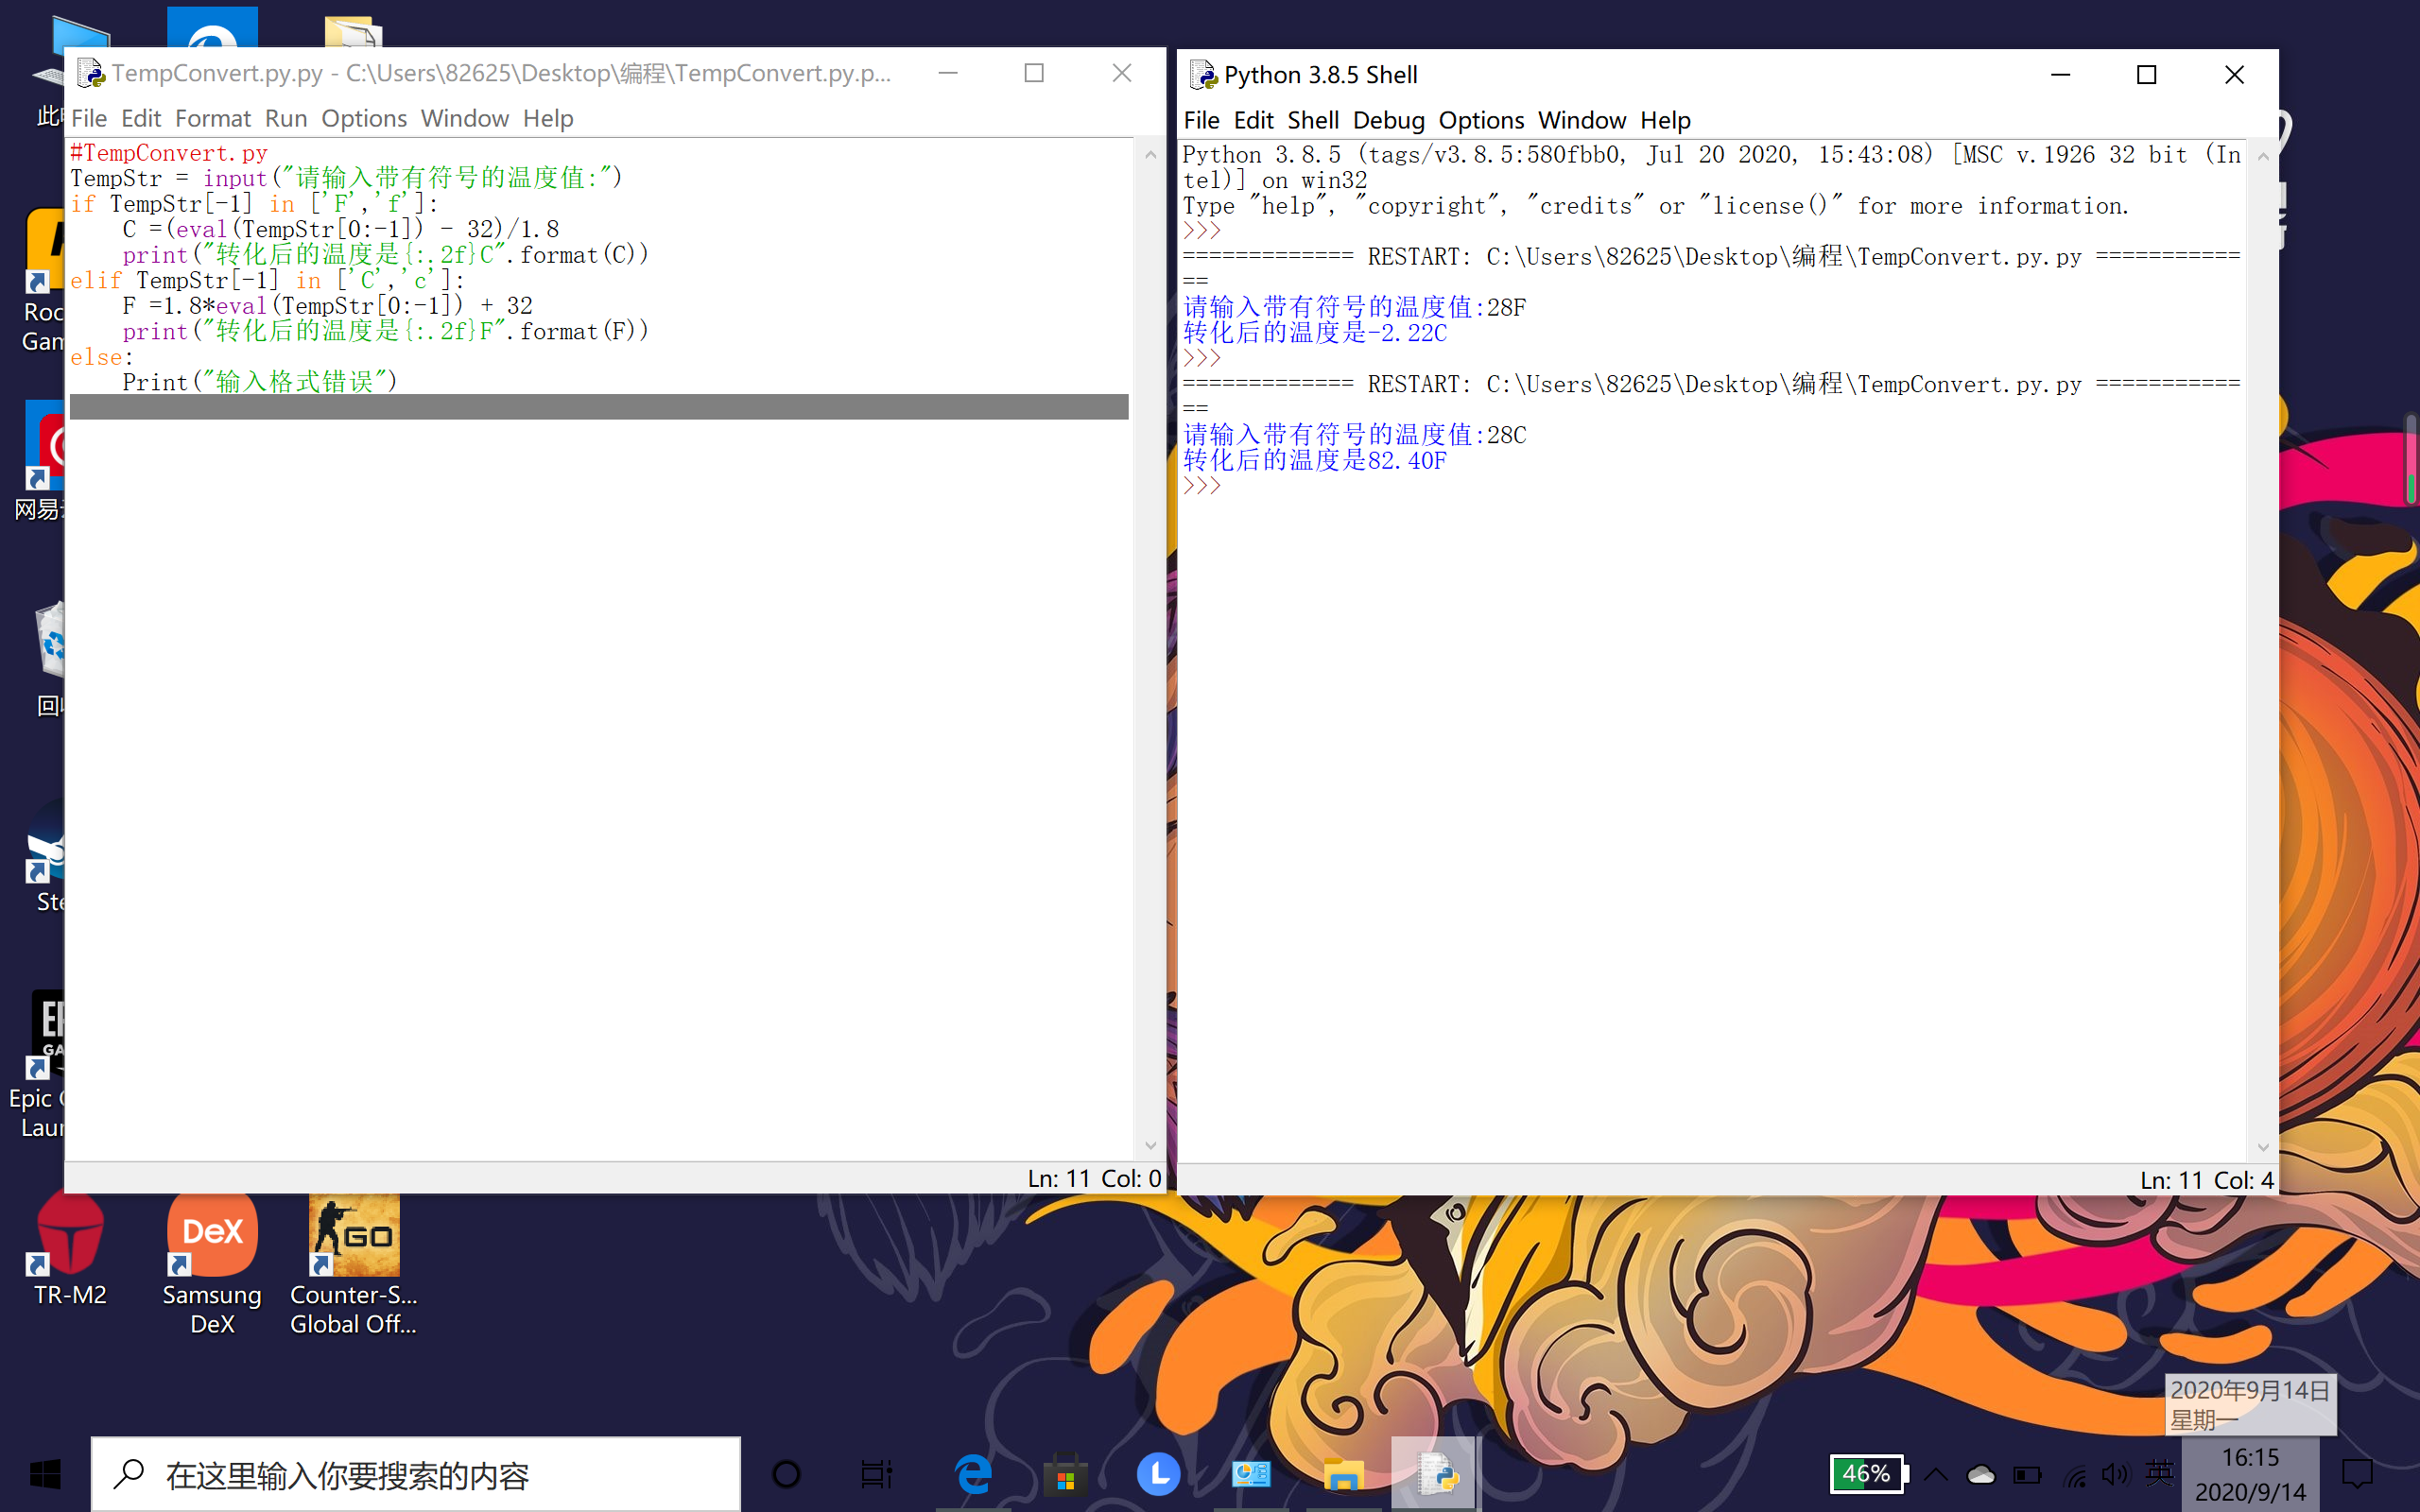 TempConvert.py.py - C:\Users\82625\Desktop\编程\TempConvert.py.p...
File Edit Format Run Options Window Help
#TempConvert.py
TempStr = input("请输入带有符号的温度值:")
if TempStr[-1] in ['F','f']:
    C =(eval(TempStr[0:-1]) - 32)/1.8
    print("转化后的温度是{:.2f}C".format(C))
elif TempStr[-1] in ['C','c']:
    F =1.8*eval(TempStr[0:-1]) + 32
    print("转化后的温度是{:.2f}F".format(F))
else:
    Print("输入格式错误")
Ln: 11 Col: 0
Python 3.8.5 Shell
File Edit Shell Debug Options Window Help
Python 3.8.5 (tags/v3.8.5:580fbb0, Jul 20 2020, 15:43:08) [MSC v.1926 32 bit (In
tel)] on win32
Type "help", "copyright", "credits" or "license()" for more information.
>>>
============= RESTART: C:\Users\82625\Desktop\编程\TempConvert.py.py ===========
==
请输入带有符号的温度值:28F
转化后的温度是-2.22C
>>>
============= RESTART: C:\Users\82625\Desktop\编程\TempConvert.py.py ===========
==
请输入带有符号的温度值:28C
转化后的温度是82.40F
>>>
Ln: 11 Col: 4
此
Roc
Gam
网易
回
Ste
EPI
GA
Epic
Laun
TR-M2
DeX
Samsung
DeX
GO
Counter-S...
Global Off...
2020年9月14日
星期一
在这里输入你要搜索的内容
46%
英
16:15
2020/9/14